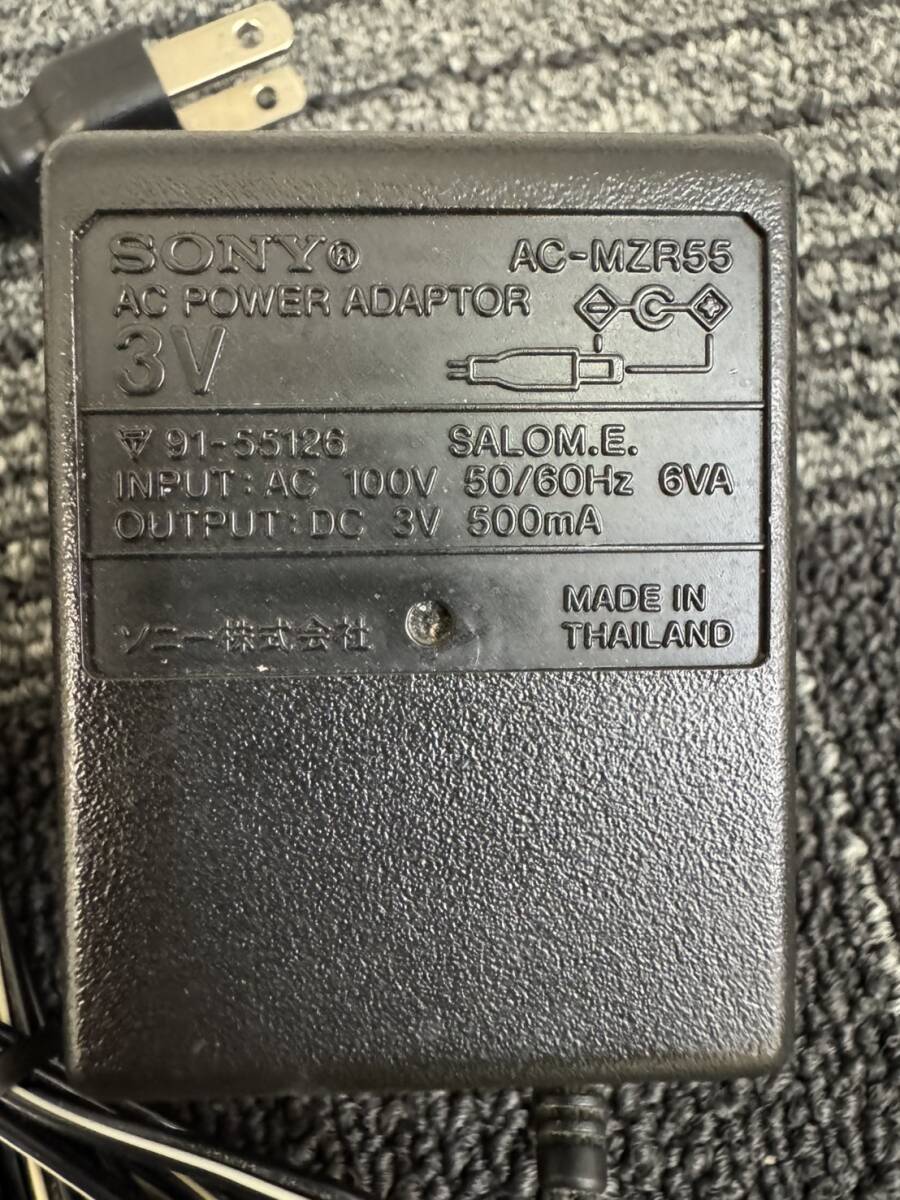 SONY®
AC-MZR55
AC POWER ADAPTOR
3V
91-55126 SALOM.E.
INPUT:AC 100V 50/60Hz 6VA
OUTPUT:DC 3V 500mA
ソニー株式会社
MADE IN
THAILAND